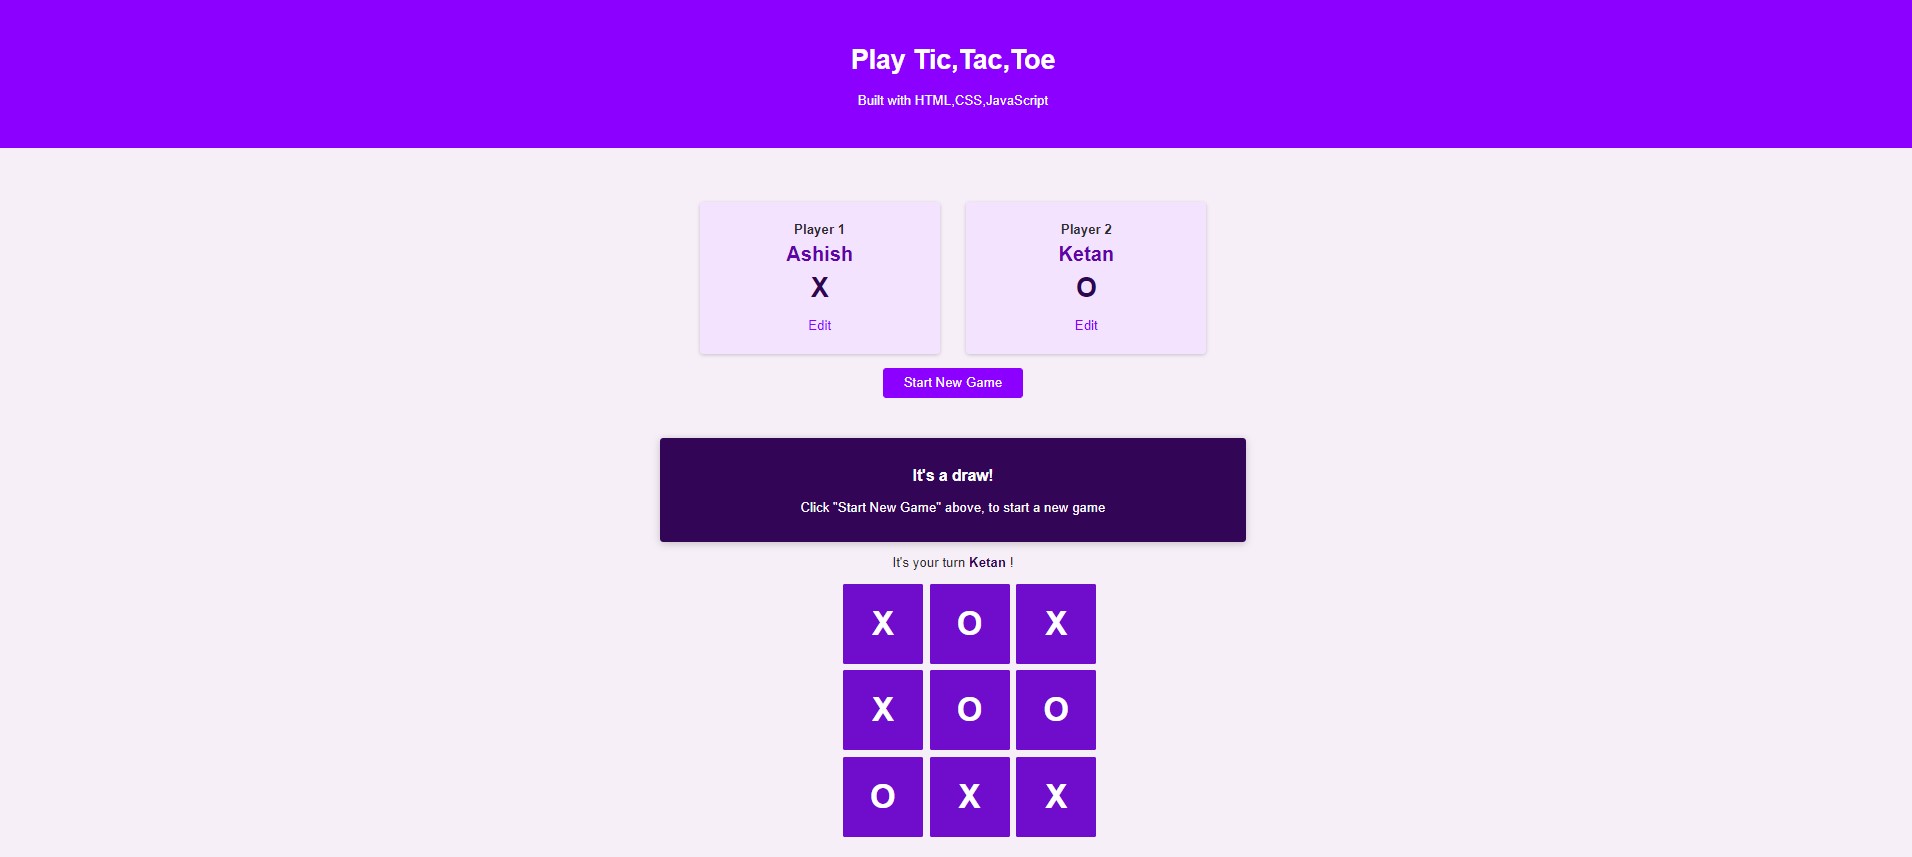 Play Tic,Tac,Toe
Built with HTML,CSS,JavaScript
Player 1
Ashish
X
Edit
Player 2
Ketan
O
Edit
Start New Game
It's a draw!
Click "Start New Game" above, to start a new game
It's your turn Ketan !
X O X
X O O
O X X